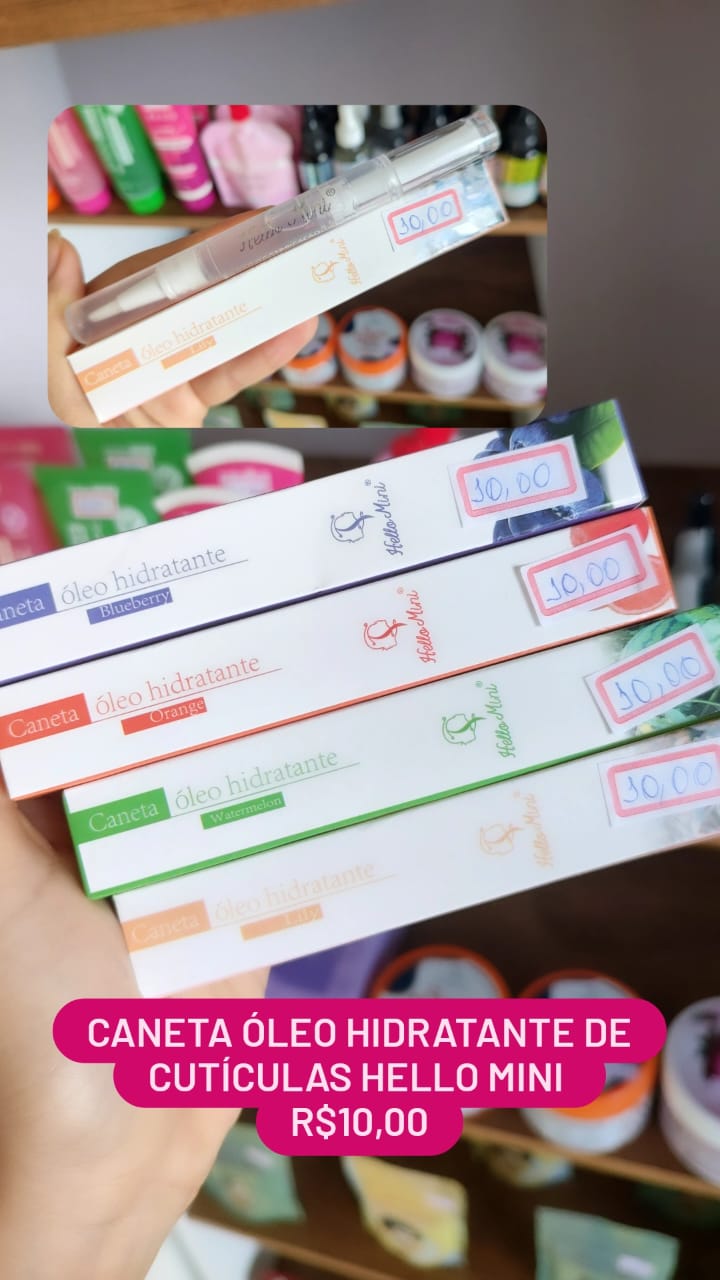 10,00
Hello Mini®
Hello Mini®
Caneta óleo hidratante
Lily
10,00
Hello Mini®
óleo hidratante
Blueberry
10,00
Hello Mini®
Caneta óleo hidratante
Orange
10,00
Hello Mini®
Caneta óleo hidratante
Watermelon
10,00
Hello Mini®
Caneta óleo hidratante
Lily
CANETA ÓLEO HIDRATANTE DE
CUTÍCULAS HELLO MINI
R$10,00